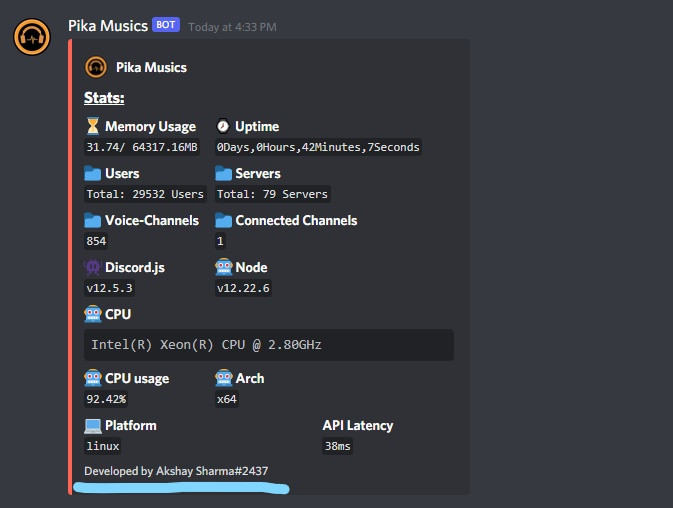 Pika Musics BOT Today at 4:33 PM
Pika Musics
Stats:
Memory Usage Uptime
31.74/ 64317.16MB 0Days,0Hours,42Minutes,7Seconds
Users Servers
Total: 29532 Users Total: 79 Servers
Voice-Channels Connected Channels
854 1
Discord.js Node
v12.5.3 v12.22.6
CPU
Intel(R) Xeon(R) CPU @ 2.80GHz
CPU usage Arch
92.42% x64
Platform API Latency
linux 38ms
Developed by Akshay Sharma#2437